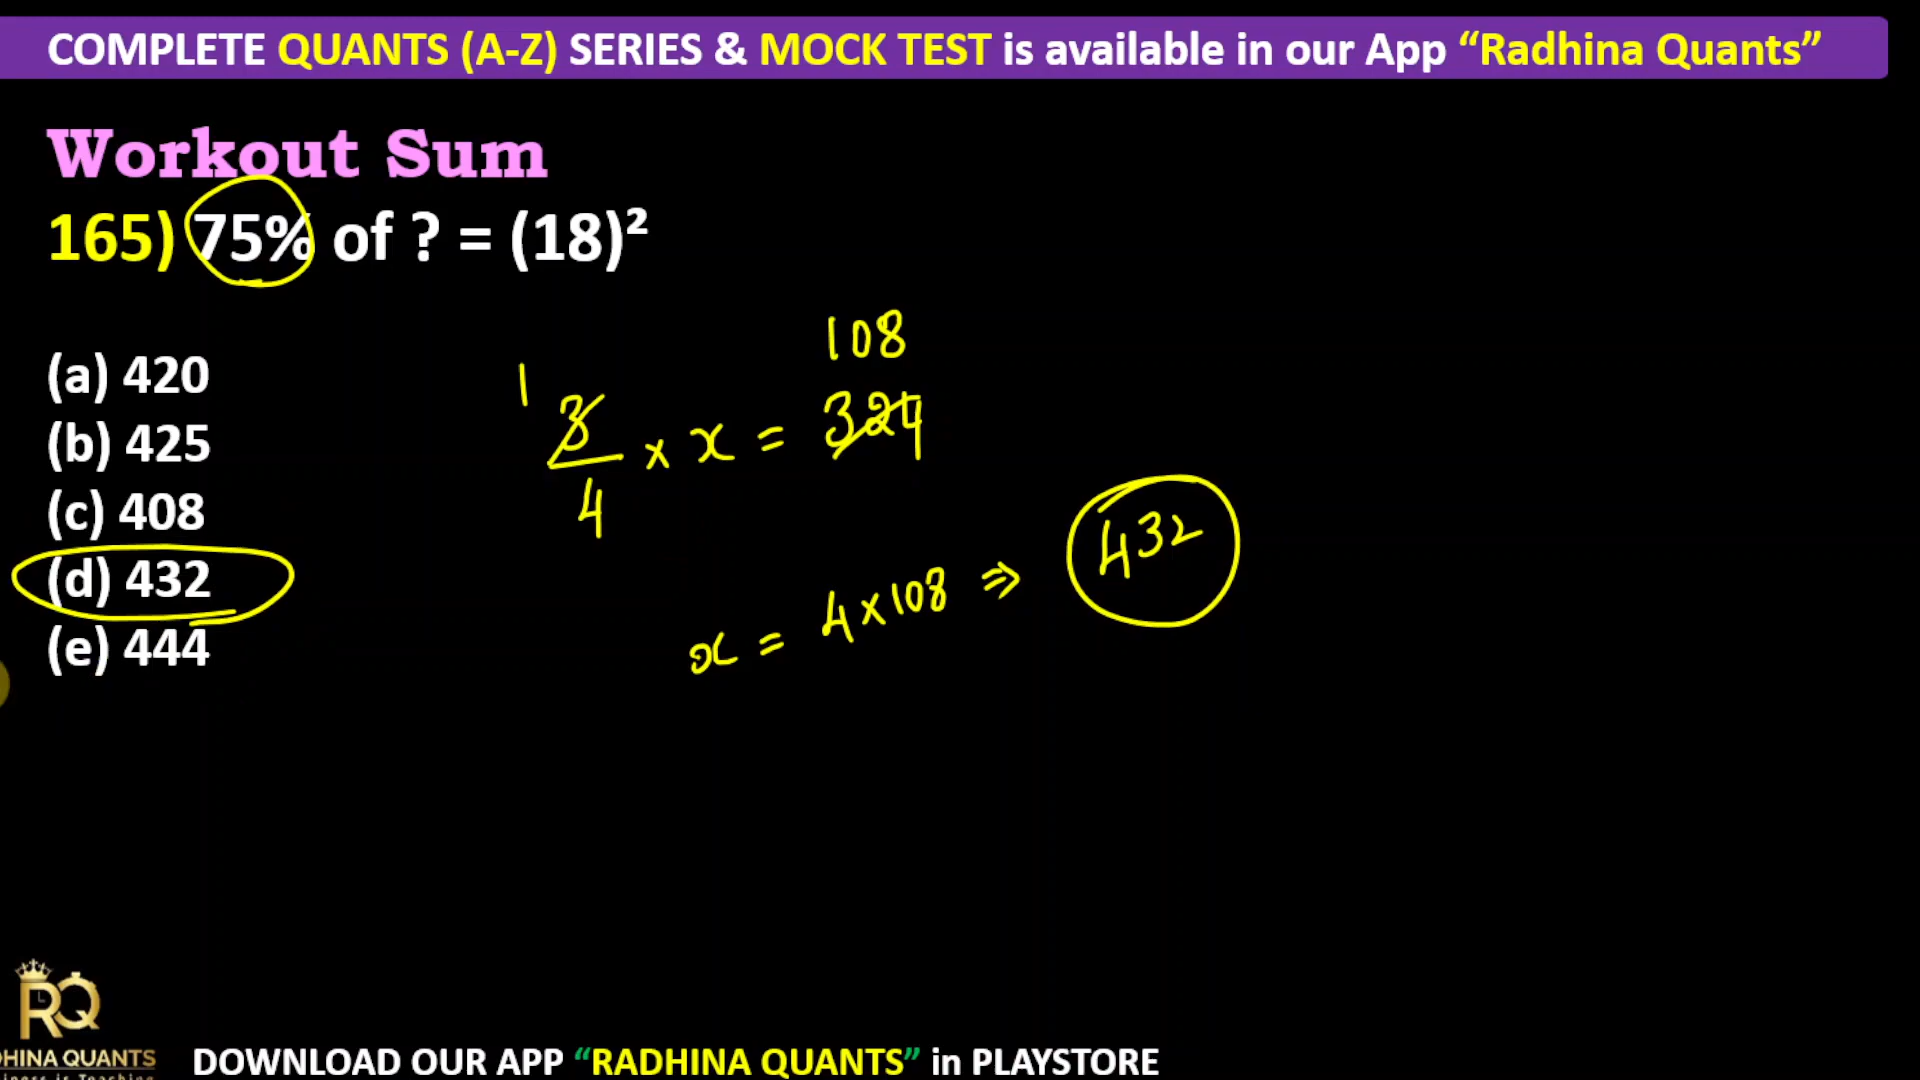 COMPLETE QUANTS (A-Z) SERIES & MOCK TEST is available in our App “Radhina Quants”
Workout Sum
165) 75% of ? = (18)²
(a) 420
(b) 425
(c) 408
(d) 432
(e) 444
1 108
3/4 × x = 324
x = 4×108 ⇒ 432
RQ
HINA QUANTS
DOWNLOAD OUR APP “RADHINA QUANTS” in PLAYSTORE